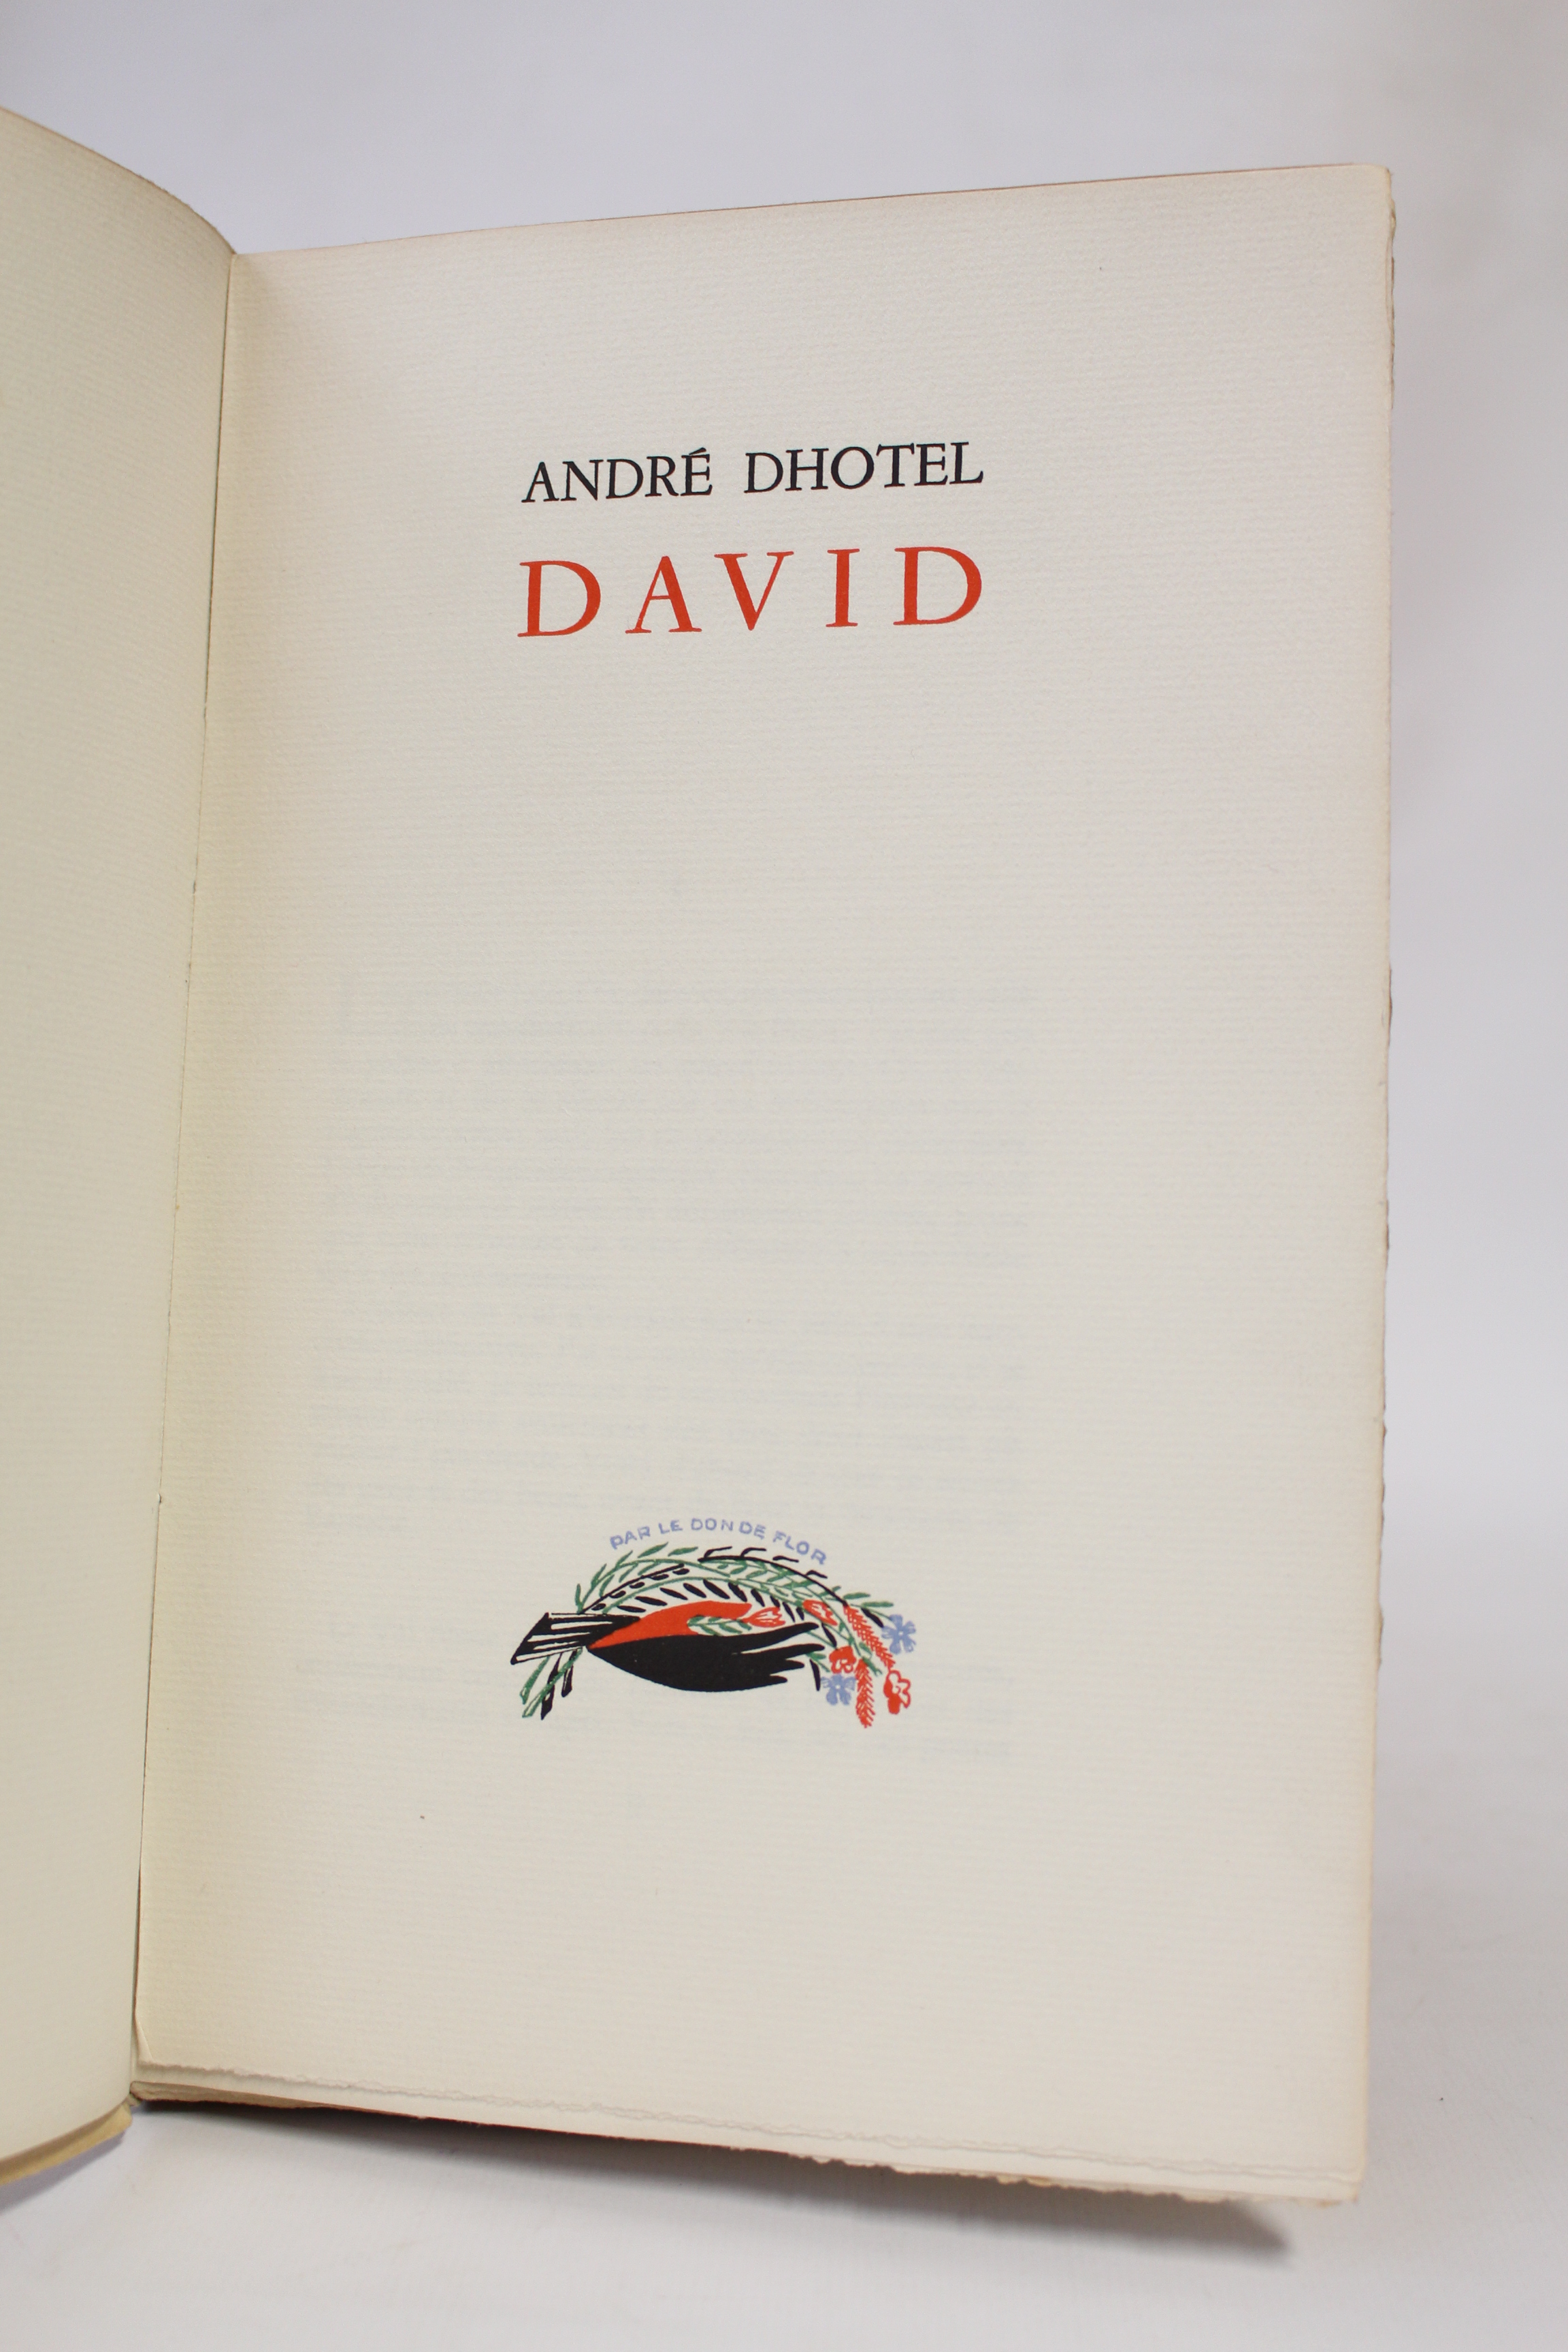 ANDRÉ DHOTEL
DAVID
PAR LE DON DE FLOR